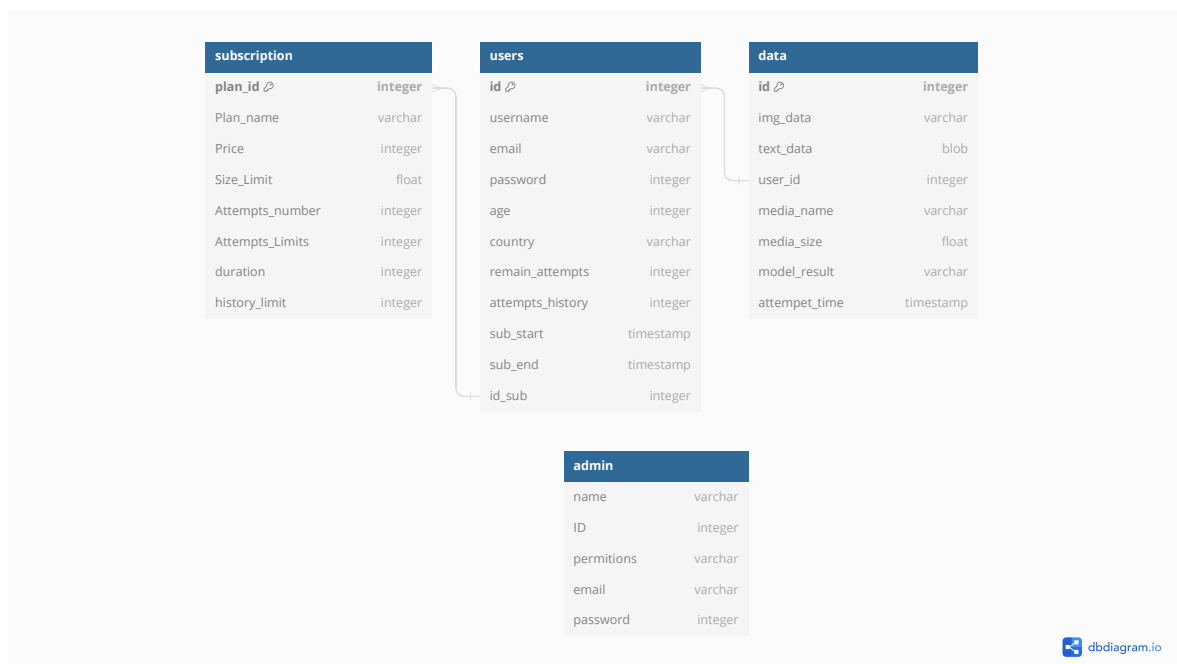 subscription
plan_id integer
Plan_name varchar
Price integer
Size_Limit float
Attempts_number integer
Attempts_Limits integer
duration integer
history_limit integer
users
id integer
username varchar
email varchar
password integer
age integer
country varchar
remain_attempts integer
attempts_history integer
sub_start timestamp
sub_end timestamp
id_sub integer
data
id integer
img_data varchar
text_data blob
user_id integer
media_name varchar
media_size float
model_result varchar
attempet_time timestamp
admin
name varchar
ID integer
permitions varchar
email varchar
password integer
dbdiagram.io